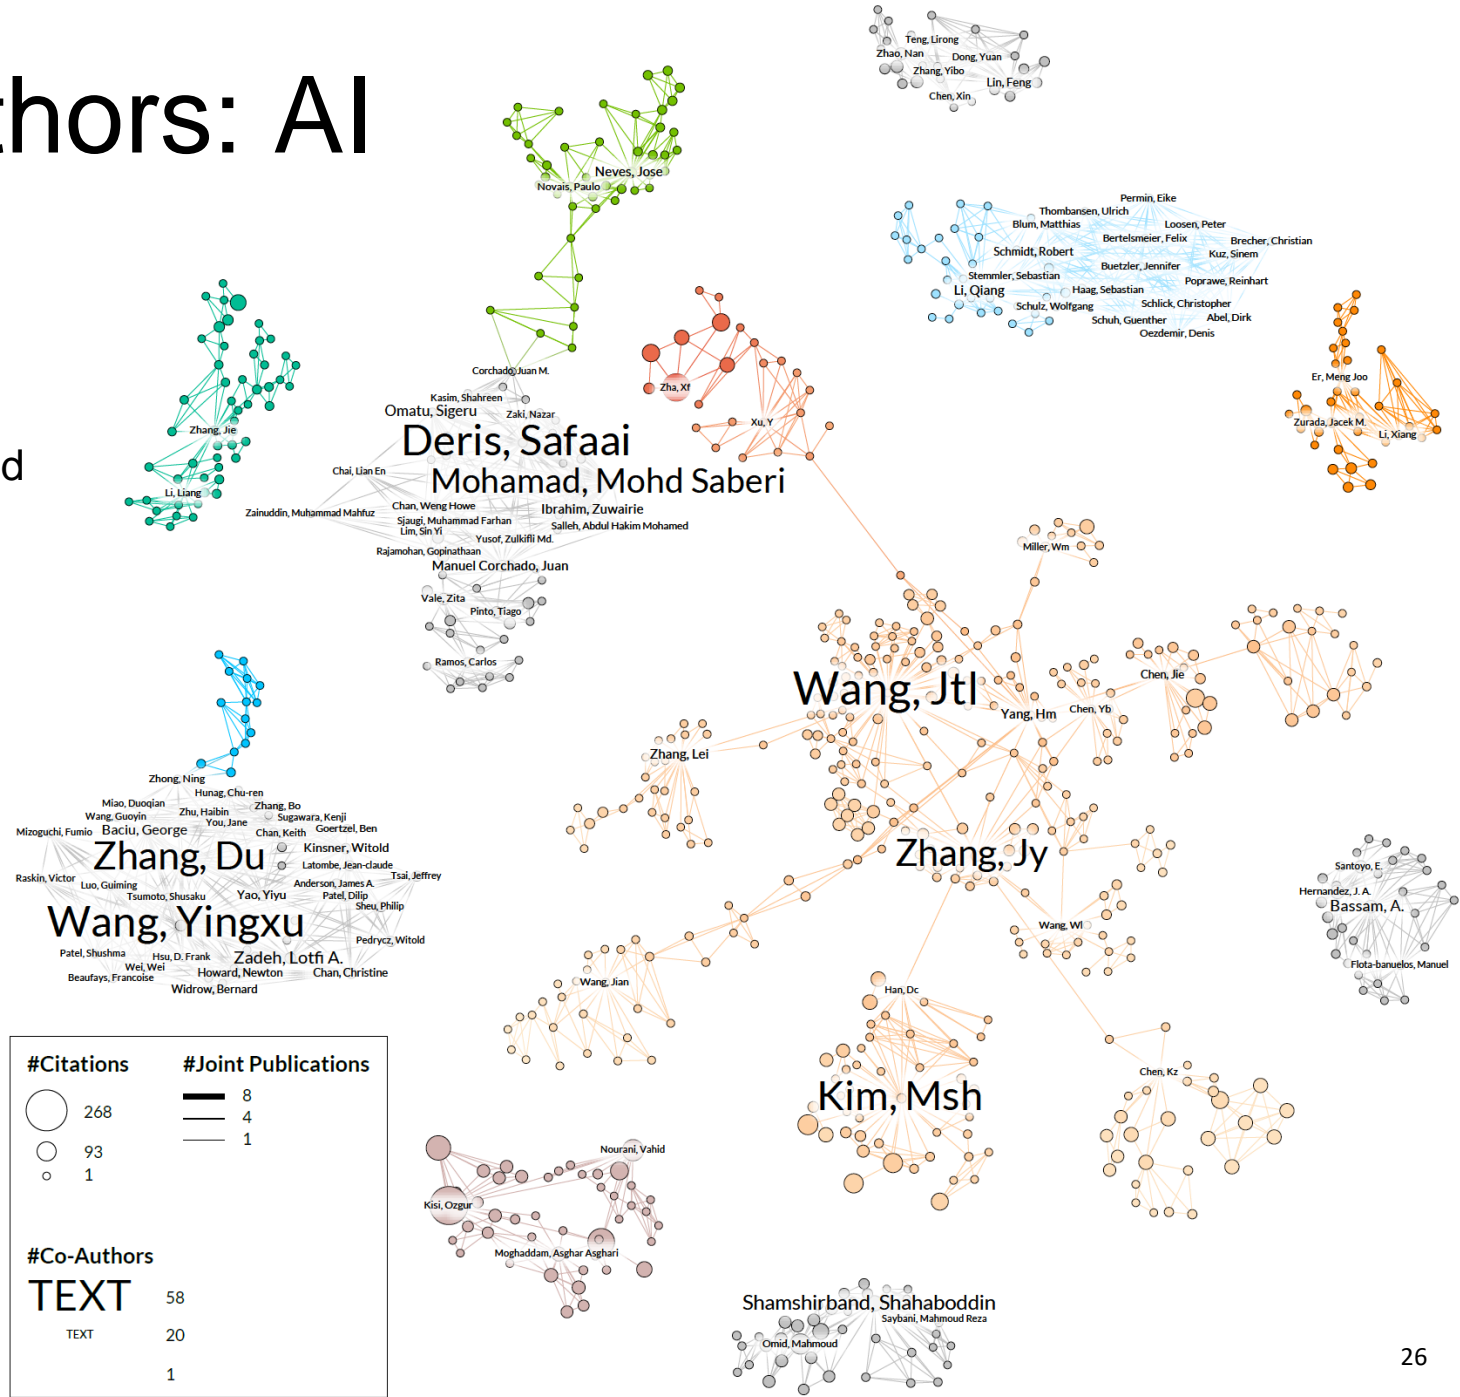 thors: AI
d
Teng, Lirong
Zhao, Nan
Dong, Yuan
Zhang, Yibo
Lin, Feng
Chen, Xin
Neves, Jose
Novais, Paulo
Permin, Eike
Thombansen, Ulrich
Blum, Matthias
Loosen, Peter
Bertelsmeier, Felix
Brecher, Christian
Schmidt, Robert
Kuz, Sinem
Buetzler, Jennifer
Stemmler, Sebastian
Poprawe, Reinhart
Li, Qiang
Haag, Sebastian
Schulz, Wolfgang
Schlick, Christopher
Abel, Dirk
Schuh, Guenther
Oezdemir, Denis
Er, Meng Joo
Zurada, Jacek M.
Li, Xiang
Zhang, Jie
Li, Liang
Corchado, Juan M.
Kasim, Shahreen
Omatu, Sigeru
Zaki, Nazar
Deris, Safaai
Chai, Lian En
Mohamad, Mohd Saberi
Zainuddin, Muhammad Mahfuz
Chan, Weng Howe
Ibrahim, Zuwairie
Sjaugi, Muhammad Farhan
Salleh, Abdul Hakim Mohamed
Lim, Sin Yi
Yusof, Zulkifli Md.
Rajamohan, Gopinathaan
Manuel Corchado, Juan
Vale, Zita
Pinto, Tiago
Ramos, Carlos
Zha, Xf
Xu, Y
Miller, Wm
Wang, Jtl
Yang, Hm
Chen, Yb
Chen, Jie
Zhang, Lei
Zhang, Jy
Wang, Wl
Wang, Jian
Han, Dc
Kim, Msh
Chen, Kz
Zhong, Ning
Hunag, Chu-ren
Miao, Duoqian
Zhang, Bo
Wang, Guoyin
Zhu, Haibin
Sugawara, Kenji
You, Jane
Mizoguchi, Fumio
Baciu, George
Chan, Keith
Goertzel, Ben
Kinsner, Witold
Zhang, Du
Latombe, Jean-claude
Raskin, Victor
Luo, Guiming
Anderson, James A.
Tsai, Jeffrey
Tsumoto, Shusaku
Yao, Yiyu
Patel, Dilip
Sheu, Philip
Wang, Yingxu
Pedrycz, Witold
Patel, Shushma
Hsu, D. Frank
Zadeh, Lotfi A.
Wei, Wei
Beaufays, Francoise
Howard, Newton
Chan, Christine
Widrow, Bernard
Santoyo, E.
Hernandez, J. A.
Bassam, A.
Flota-banuelos, Manuel
Nourani, Vahid
Kisi, Ozgur
Moghaddam, Asghar Asghari
Shamshirband, Shahaboddin
Saybani, Mahmoud Reza
Omid, Mahmoud
#Citations
268
93
1
#Joint Publications
8
4
1
#Co-Authors
TEXT 58
TEXT 20
1
26